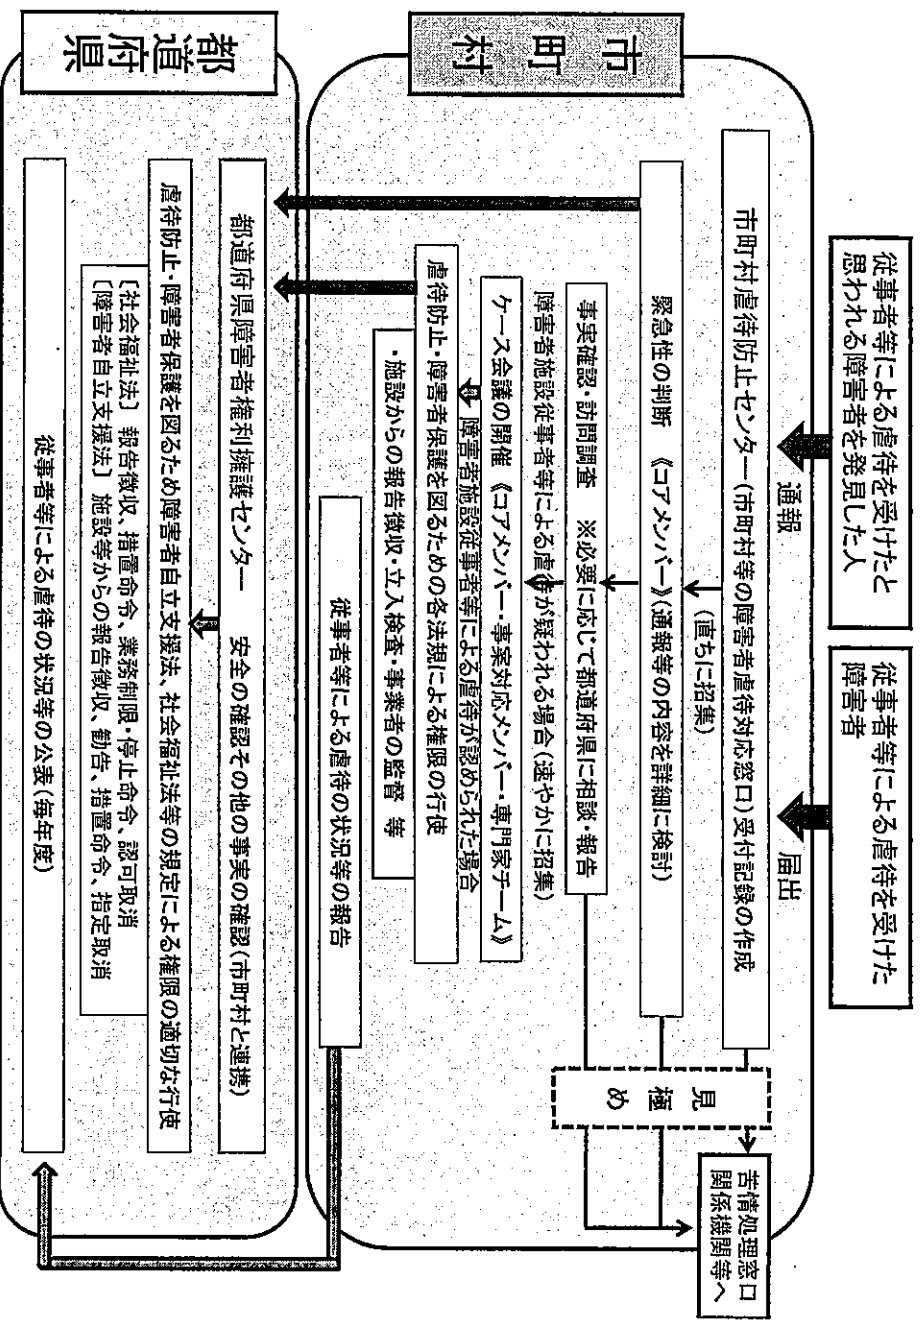 従事者等による虐待を受けたと
思われる障害者を発見した人
従事者等による虐待を受けた
障害者
通報
届出
市町村
市町村虐待防止センター(市町村等の障害者虐待対応窓口)受付記録の作成
(直ちに招集)
緊急性の判断 《コアメンバー》(通報等の内容を詳細に検討)
事実確認・訪問調査 ※必要に応じて都道府県に相談・報告
障害者施設従事者等による虐待が疑われる場合(速やかに招集)
ケース会議の開催《コアメンバー・事案対応メンバー・専門家チーム》
障害者施設従事者等による虐待が認められた場合
虐待防止・障害者保護を図るための各法規による権限の行使
・施設からの報告徴収・立入検査・事業者の監督 等
従事者等による虐待の状況等の報告
見極め
苦情処理窓口
関係機関等へ
都道府県
都道府県障害者権利擁護センター 安全の確認その他の事実の確認(市町村と連携)
虐待防止・障害者保護を図るため障害者自立支援法、社会福祉法等の規定による権限の適切な行使
〔社会福祉法〕報告徴収、措置命令、業務制限・停止命令、認可取消
〔障害者自立支援法〕施設等からの報告徴収、勧告、措置命令、指定取消
従事者等による虐待の状況等の公表(毎年度)